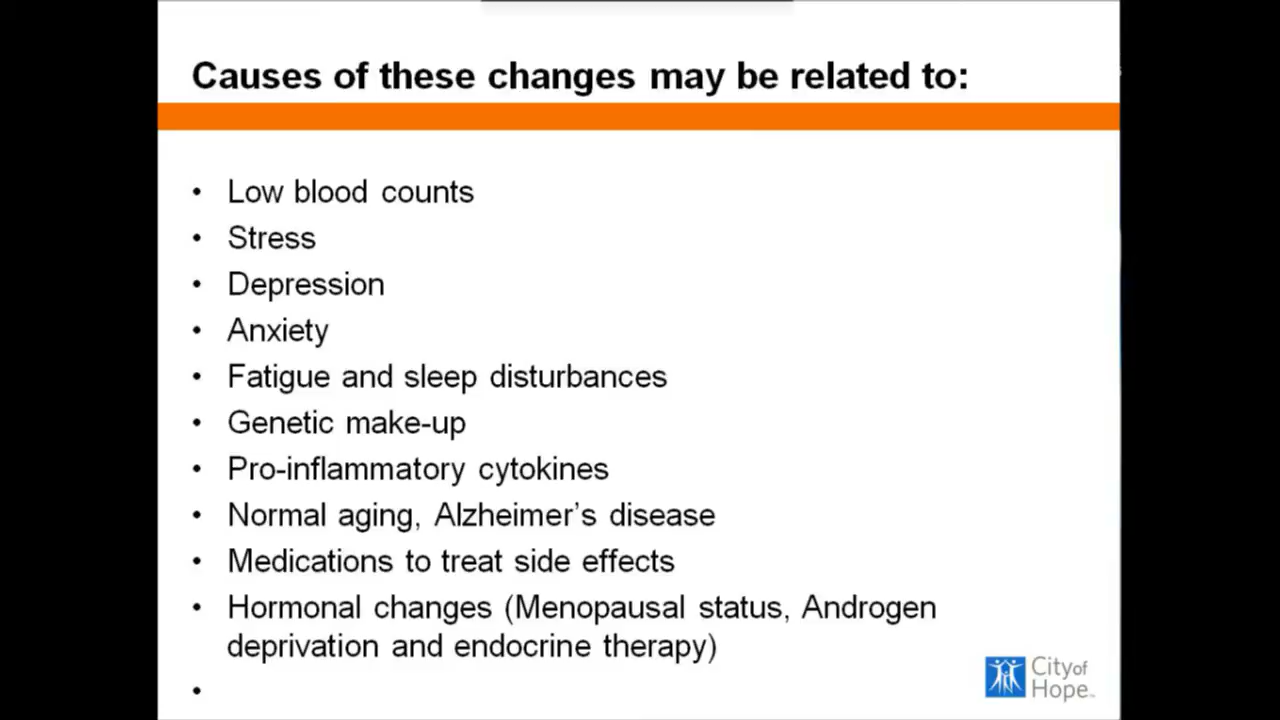 Causes of these changes may be related to:
• Low blood counts
• Stress
• Depression
• Anxiety
• Fatigue and sleep disturbances
• Genetic make-up
• Pro-inflammatory cytokines
• Normal aging, Alzheimer’s disease
• Medications to treat side effects
• Hormonal changes (Menopausal status, Androgen
deprivation and endocrine therapy)
•
City of
Hope™